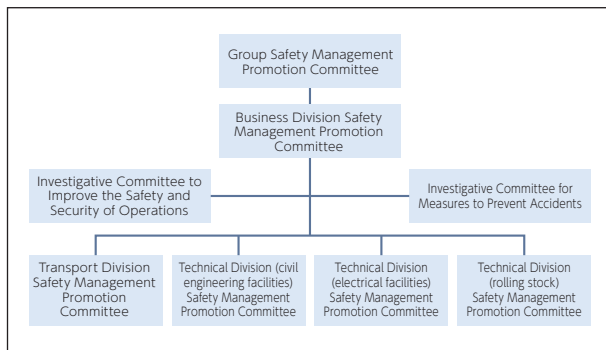 Group Safety Management
Promotion Committee
Business Division Safety
Management Promotion
Committee
Investigative Committee to
Improve the Safety and
Security of Operations
Investigative Committee for
Measures to Prevent Accidents
Transport Division
Safety Management
Promotion
Committee
Technical Division (civil
engineering facilities)
Safety Management
Promotion Committee
Technical Division
(electrical facilities)
Safety Management
Promotion Committee
Technical Division
(rolling stock)
Safety Management
Promotion Committee